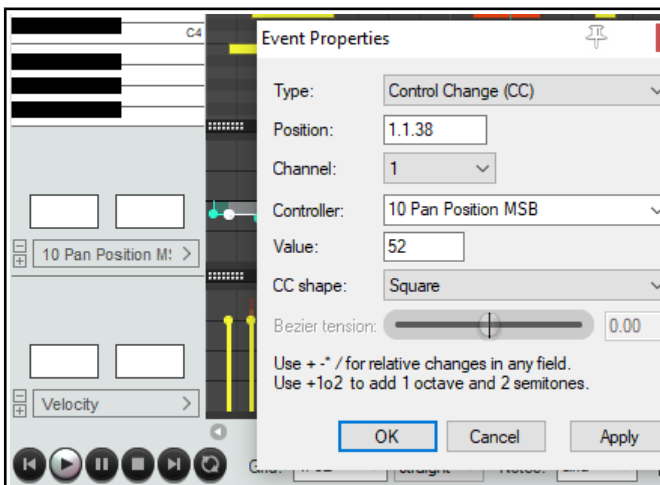 C4
Event Properties
Type: Control Change (CC)
Position: 1.1.38
Channel: 1
Controller: 10 Pan Position MSB
Value: 52
CC shape: Square
Bezier tension: 0.00
Use + -* / for relative changes in any field.
Use +1o2 to add 1 octave and 2 semitones.
OK Cancel Apply
10 Pan Position M
Velocity